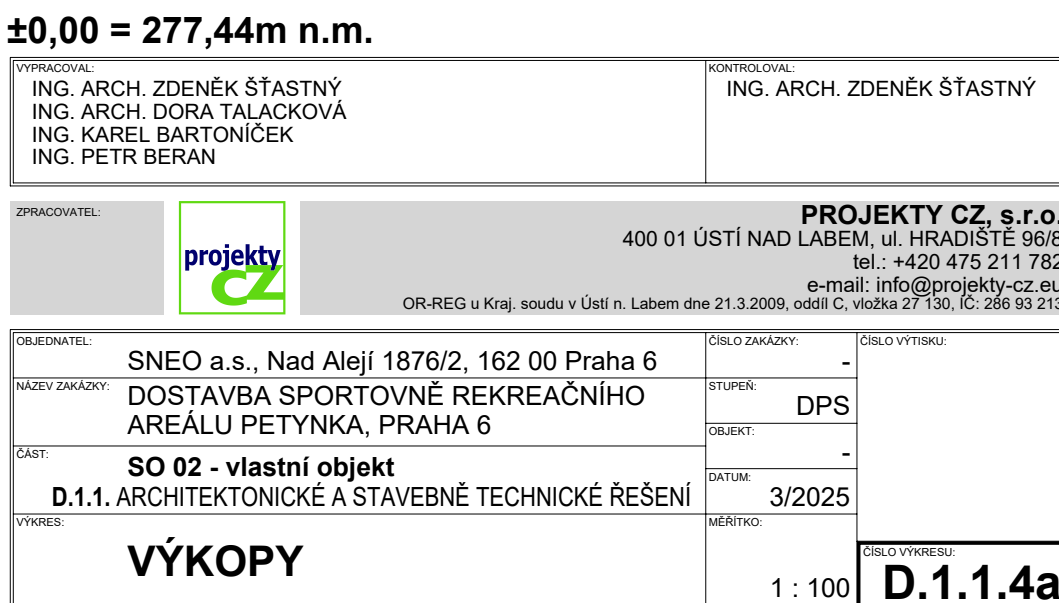 ±0,00 = 277,44m n.m.
VYPRACOVAL:
ING. ARCH. ZDENĚK ŠŤASTNÝ
ING. ARCH. DORA TALACKOVÁ
ING. KAREL BARTONÍČEK
ING. PETR BERAN
KONTROLOVAL:
ING. ARCH. ZDENĚK ŠŤASTNÝ
ZPRACOVATEL:
projekty
cz
PROJEKTY CZ, s.r.o.
400 01 ÚSTÍ NAD LABEM, ul. HRADIŠTĚ 96/8
tel.: +420 475 211 782
e-mail: info@projekty-cz.eu
OR-REG u Kraj. soudu v Ústí n. Labem dne 21.3.2009, oddíl C, vložka 27 130, IČ: 286 93 213
OBJEDNATEL:
SNEO a.s., Nad Alejí 1876/2, 162 00 Praha 6
NÁZEV ZAKÁZKY:
DOSTAVBA SPORTOVNĚ REKREAČNÍHO
AREÁLU PETYNKA, PRAHA 6
ČÁST:
SO 02 - vlastní objekt
D.1.1. ARCHITEKTONICKÉ A STAVEBNĚ TECHNICKÉ ŘEŠENÍ
VÝKRES:
VÝKOPY
ČÍSLO ZAKÁZKY:
-
STUPEŇ:
DPS
OBJEKT:
-
DATUM:
3/2025
MĚŘÍTKO:
1 : 100
ČÍSLO VÝTISKU:
ČÍSLO VÝKRESU:
D.1.1.4a